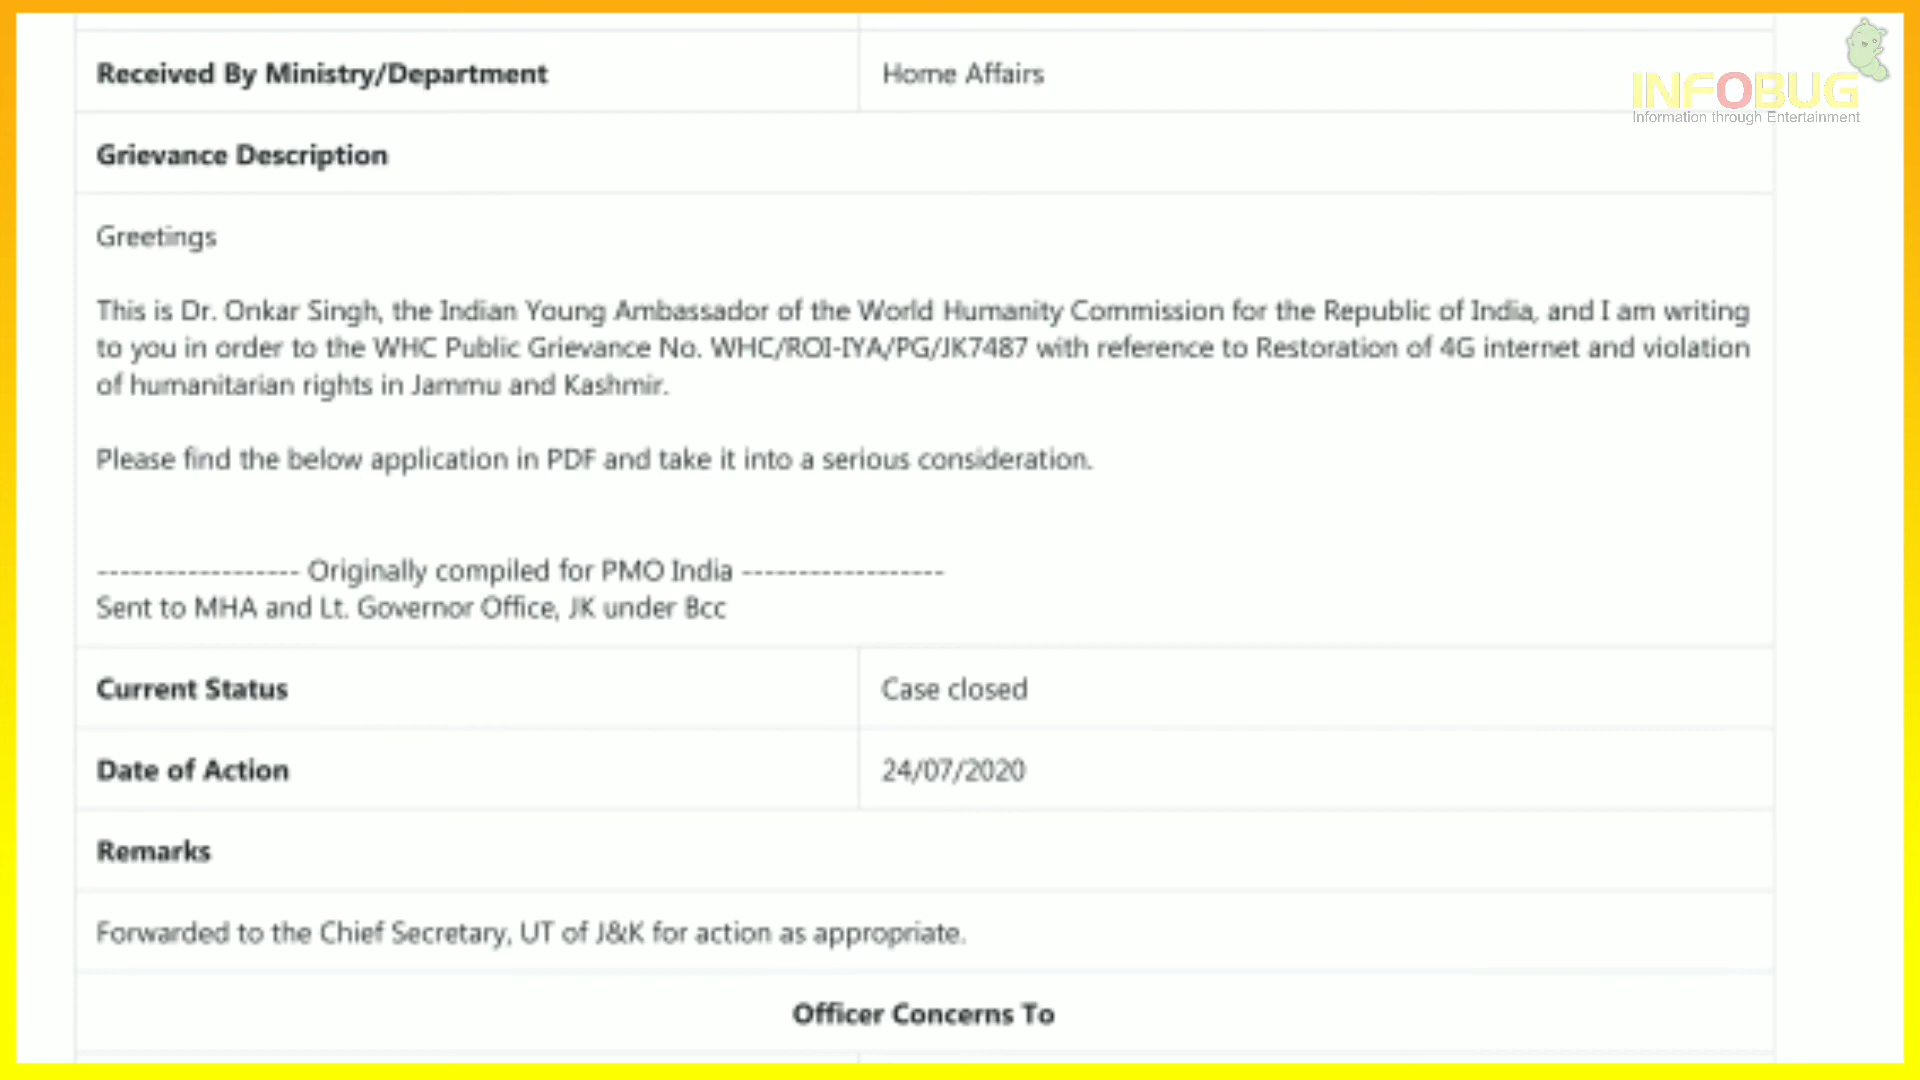 Received By Ministry/Department Home Affairs
INFOBUG
Information through Entertainment
Grievance Description
Greetings
This is Dr. Onkar Singh, the Indian Young Ambassador of the World Humanity Commission for the Republic of India, and I am writing
to you in order to the WHC Public Grievance No. WHC/ROI-IYA/PG/JK7487 with reference to Restoration of 4G internet and violation
of humanitarian rights in Jammu and Kashmir.
Please find the below application in PDF and take it into a serious consideration.
------------------- Originally compiled for PMO India -------------------
Sent to MHA and Lt. Governor Office, JK under Bcc
Current Status Case closed
Date of Action 24/07/2020
Remarks
Forwarded to the Chief Secretary, UT of J&K for action as appropriate.
Officer Concerns To